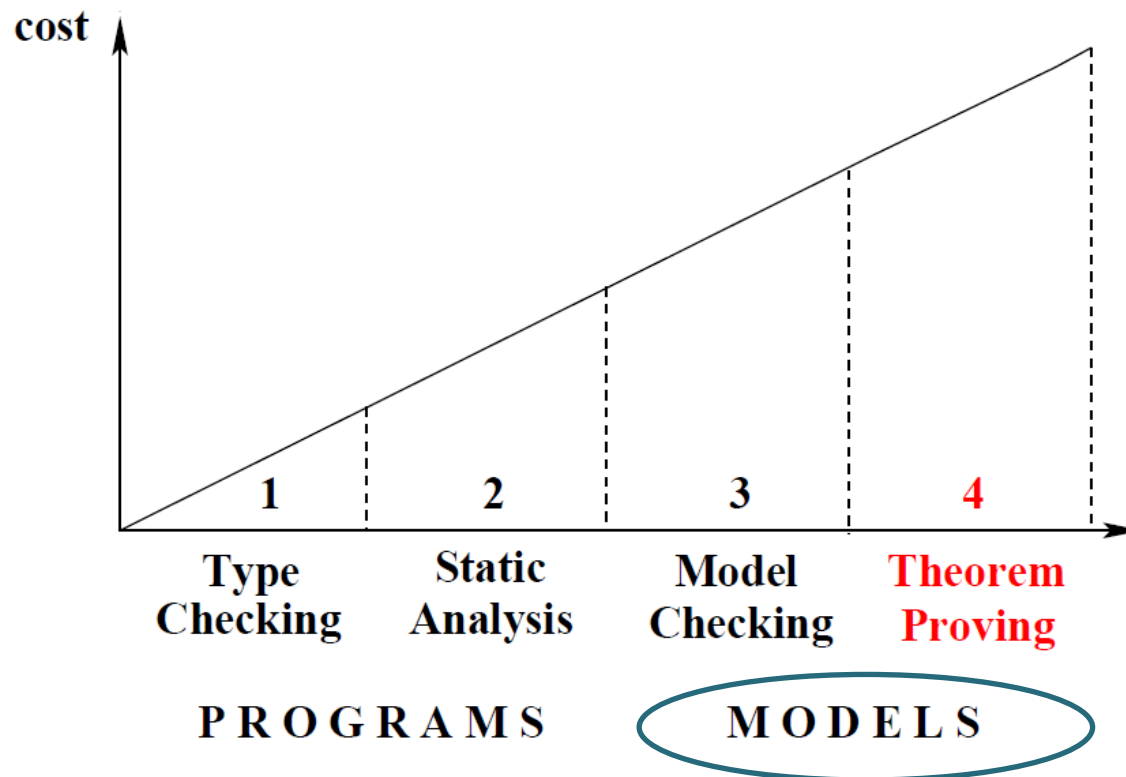 cost
1 2 3 4
Type Static Model Theorem
Checking Analysis Checking Proving
PROGRAMS MODELS